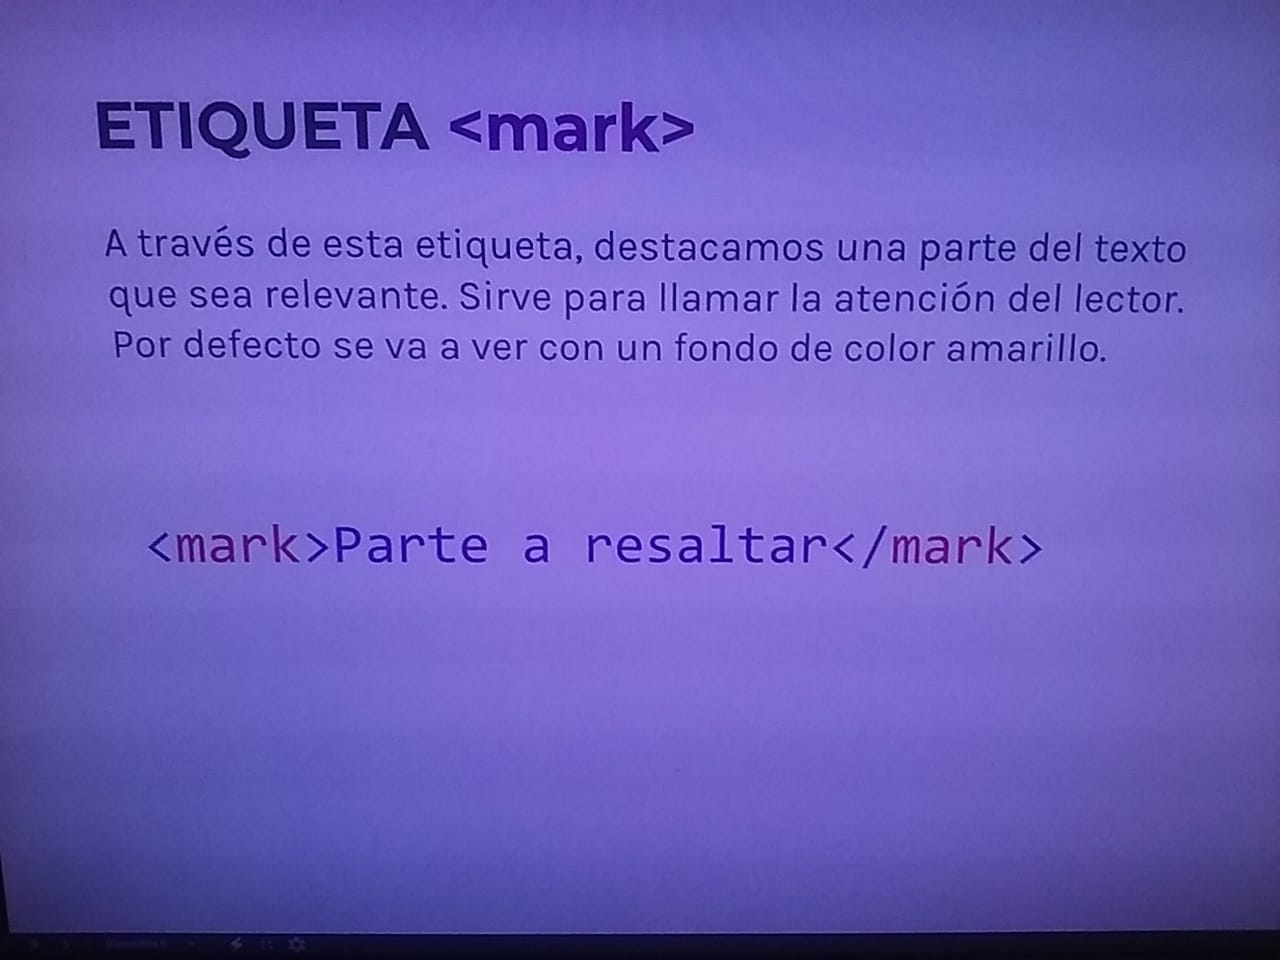 ETIQUETA <mark>
A través de esta etiqueta, destacamos una parte del texto
que sea relevante. Sirve para llamar la atención del lector.
Por defecto se va a ver con un fondo de color amarillo.
<mark>Parte a resaltar</mark>